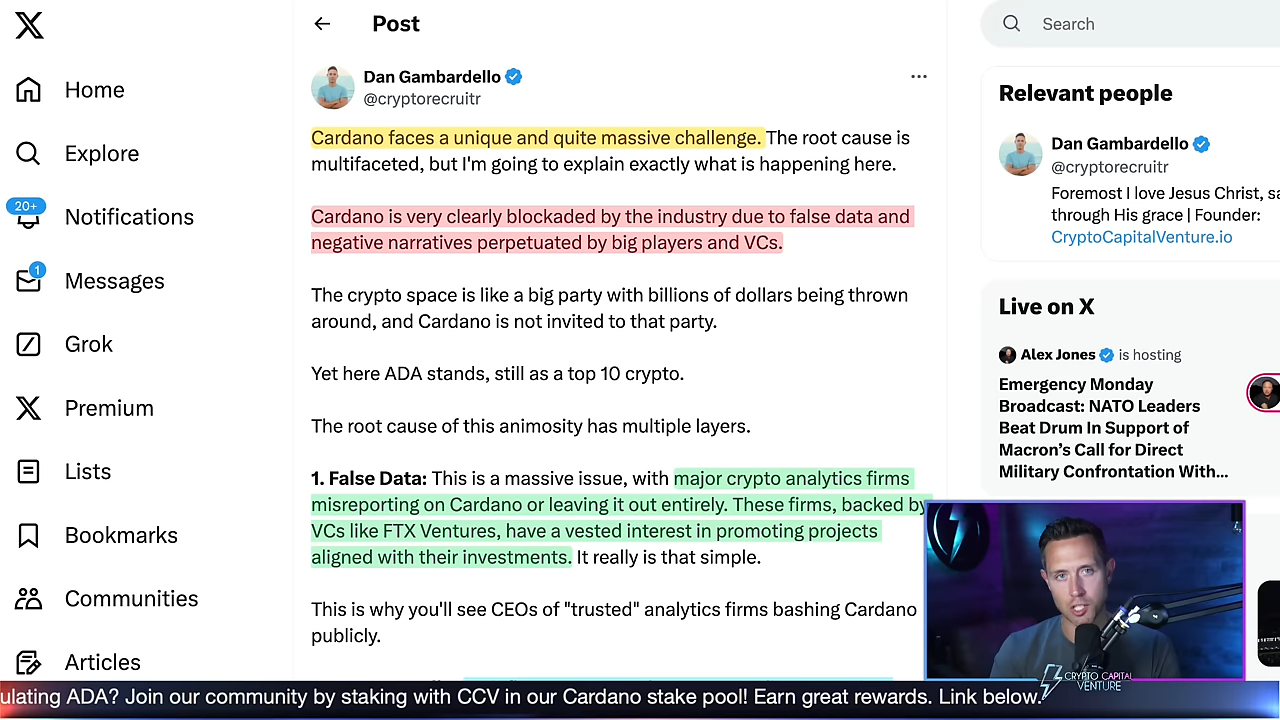 Home
Explore
20+
Notifications
1
Messages
Grok
Premium
Lists
Bookmarks
Communities
Articles
Post
Dan Gambardello
@cryptorecruitr
Cardano faces a unique and quite massive challenge. The root cause is
multifaceted, but I'm going to explain exactly what is happening here.
Cardano is very clearly blockaded by the industry due to false data and
negative narratives perpetuated by big players and VCs.
The crypto space is like a big party with billions of dollars being thrown
around, and Cardano is not invited to that party.
Yet here ADA stands, still as a top 10 crypto.
The root cause of this animosity has multiple layers.
1. False Data: This is a massive issue, with major crypto analytics firms
misreporting on Cardano or leaving it out entirely. These firms, backed by
VCs like FTX Ventures, have a vested interest in promoting projects
aligned with their investments. It really is that simple.
This is why you'll see CEOs of "trusted" analytics firms bashing Cardano
publicly.
Search
Relevant people
Dan Gambardello
@cryptorecruitr
Foremost I love Jesus Christ, sa
through His grace | Founder:
CryptoCapitalVenture.io
Live on X
Alex Jones is hosting
Emergency Monday
Broadcast: NATO Leaders
Beat Drum In Support of
Macron's Call for Direct
Military Confrontation With...
CRYPTO CAPITAL
VENTURE
ulating ADA? Join our community by staking with CCV in our Cardano stake pool! Earn great rewards. Link below.